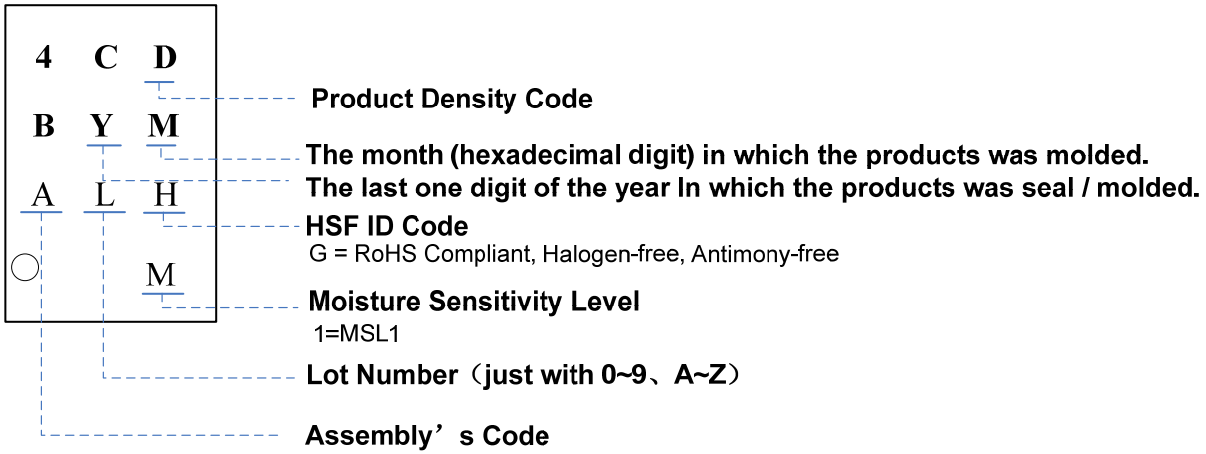 4 C D
Product Density Code
B Y M
The month (hexadecimal digit) in which the products was molded.
The last one digit of the year In which the products was seal / molded.
A L H
HSF ID Code
G = RoHS Compliant, Halogen-free, Antimony-free
M
Moisture Sensitivity Level
1=MSL1
Lot Number（just with 0~9、A~Z）
Assembly’s Code